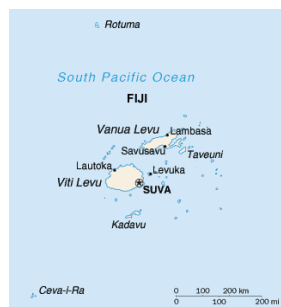 Rotuma
South Pacific Ocean
FIJI
Vanua Levu
Lambasa
Savusavu
Taveuni
Lautoka
Levuka
Viti Levu
SUVA
Kadavu
Ceva-I-Ra
0 100 200 km
0 100 200 mi